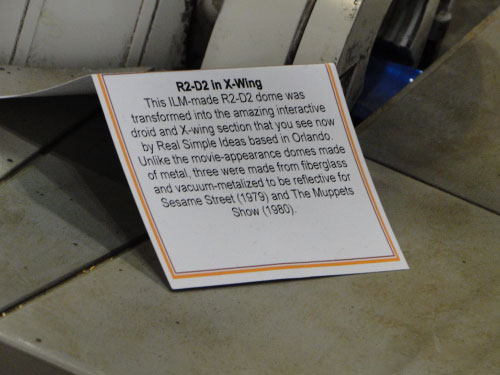 R2-D2 in X-Wing
This ILM-made R2-D2 dome was
transformed into the amazing interactive
droid and X-wing section that you see now
by Real Simple Ideas based in Orlando.
Unlike the movie-appearance domes made
of metal, three were made from fiberglass
and vacuum-metalized to be reflective for
Sesame Street (1979) and The Muppets
Show (1980).